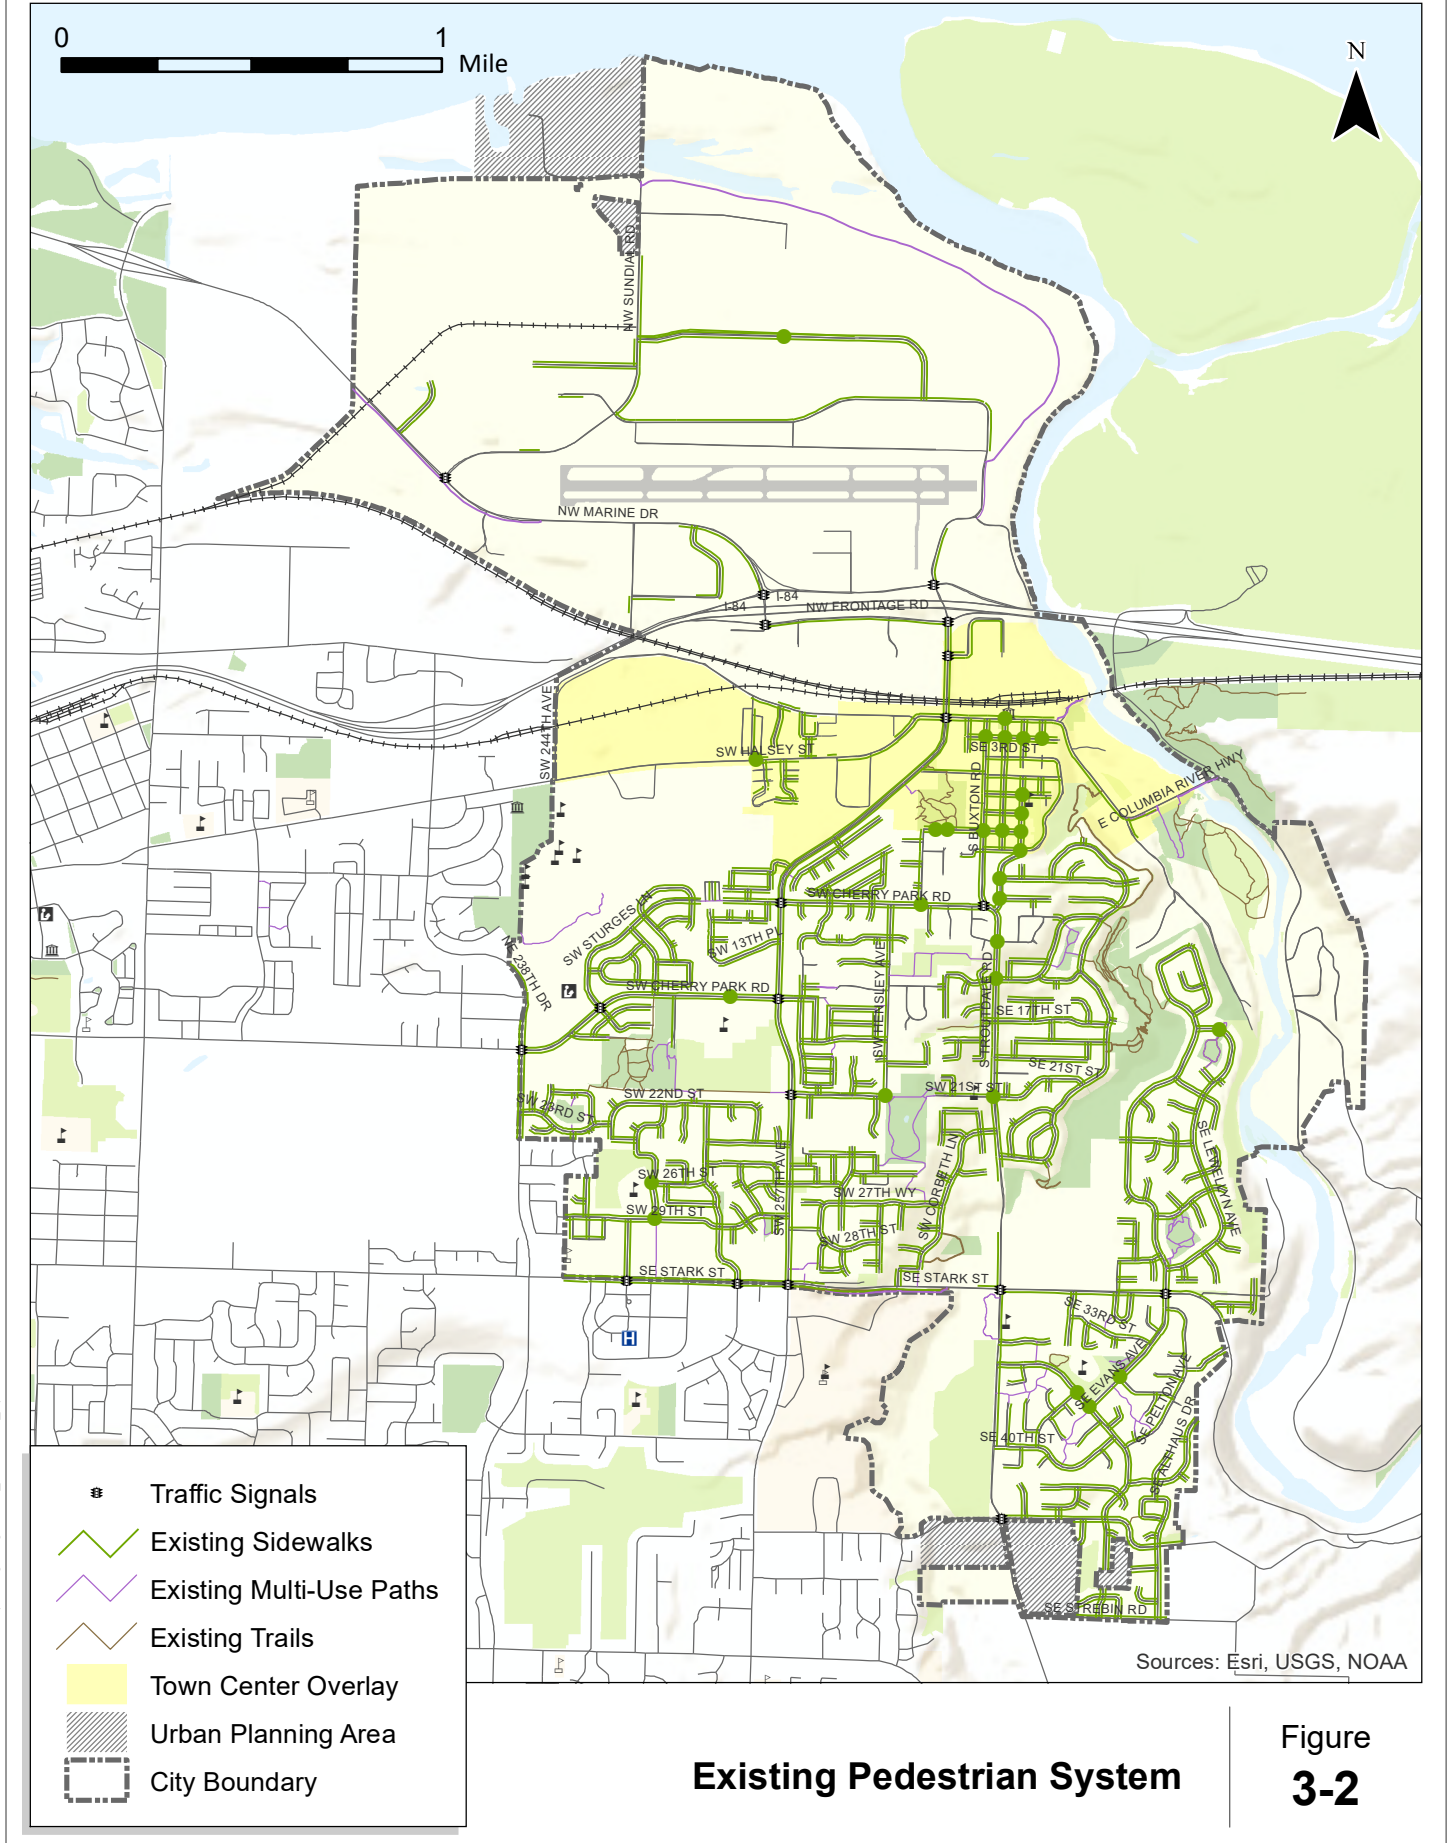 0 1
Mile
N
NW SUNDIAL RD
NW MARINE DR
I-84
I-84
NW FRONTAGE RD
SW 244TH AVE
SW HALSEY ST
SE 3RD ST
S BUXTON RD
E COLUMBIA RIVER HWY
SW CHERRY PARK RD
SW STURGES LN
SW 13TH PL
NE 238TH DR
SW HENSLEY AVE
S TROUTDALE RD
SW CHERRY PARK RD
SE 17TH ST
SE 21ST ST
SW 22ND ST
SW 21ST ST
SW 23RD ST
SW 257TH AVE
SW CORBETH LN
SE LEWELLYN AVE
SW 26TH ST
SW 27TH WY
SW 29TH ST
SW 28TH ST
SE STARK ST
SE STARK ST
SE 33RD ST
SE EVANS AVE
SE PELTON AVE
SE ALTHAUS DR
SE 40TH ST
SE STREBIN RD
H
Traffic Signals
Existing Sidewalks
Existing Multi-Use Paths
Existing Trails
Town Center Overlay
Urban Planning Area
City Boundary
Sources: Esri, USGS, NOAA
Existing Pedestrian System
Figure
3-2